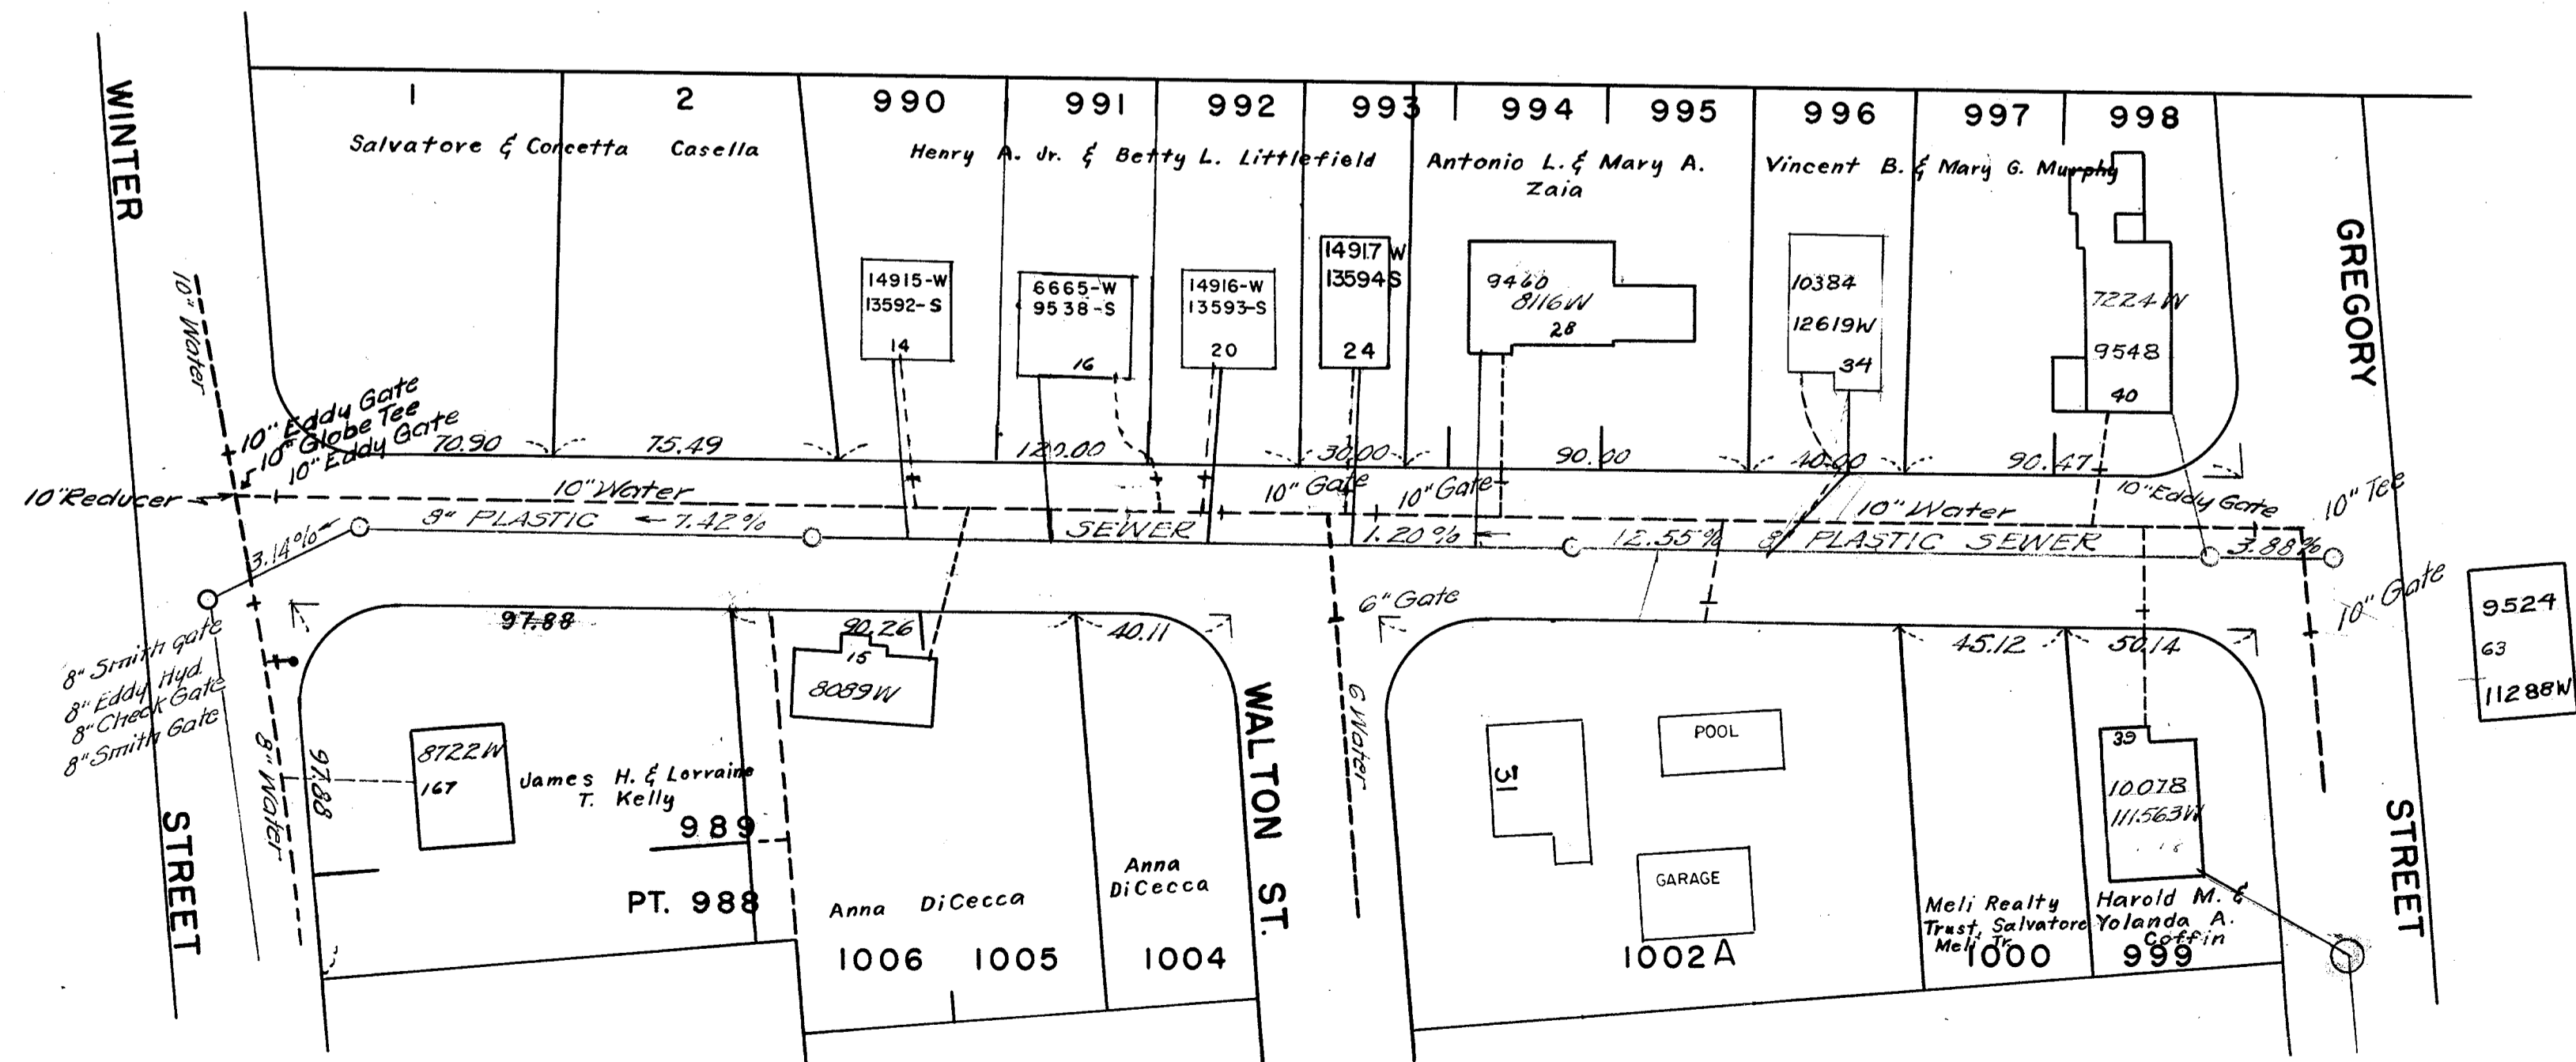 WINTER
STREET
GREGORY
STREET
WALTON ST.
1
2
990
991
992
993
994
995
996
997
998
Salvatore & Concetta Casella
Henry A. Jr. & Betty L. Littlefield
Antonio L. & Mary A.
Zaia
Vincent B. & Mary G. Murphy
14915-W
13592-S
14
6665-W
9538-S
16
14916-W
13593-S
20
14917 W
13594 S
24
9460
8116W
28
10384
12619W
34
7224W
9548
40
10" Water
10" Eddy Gate
10" Globe Tee
10" Eddy Gate
10" Reducer
70.90
75.49
120.00
30.00
90.00
40.00
90.47
10" Water
10" Gate
10" Gate
10" Water
10" Eddy Gate
10" Tee
8" PLASTIC ← 7.42%
SEWER
1.20%
12.55%
8" PLASTIC SEWER
3.88%
3.14%
10" Gate
6" Gate
6 Water
8" Smith gate
8" Eddy Hyd.
8" Check Gate
8" Smith Gate
8" Water
97.88
97.88
90.26
40.11
45.12
50.14
15
8089W
8722W
167
James H. & Lorraine
T. Kelly
989
PT. 988
Anna DiCecca
Anna
DiCecca
1006
1005
1004
31
POOL
GARAGE
1002A
Meli Realty
Trust, Salvatore
Meli Tr.
1000
39
10078
111563W
Harold M. &
Yolanda A.
Coffin
999
9524
63
11288W